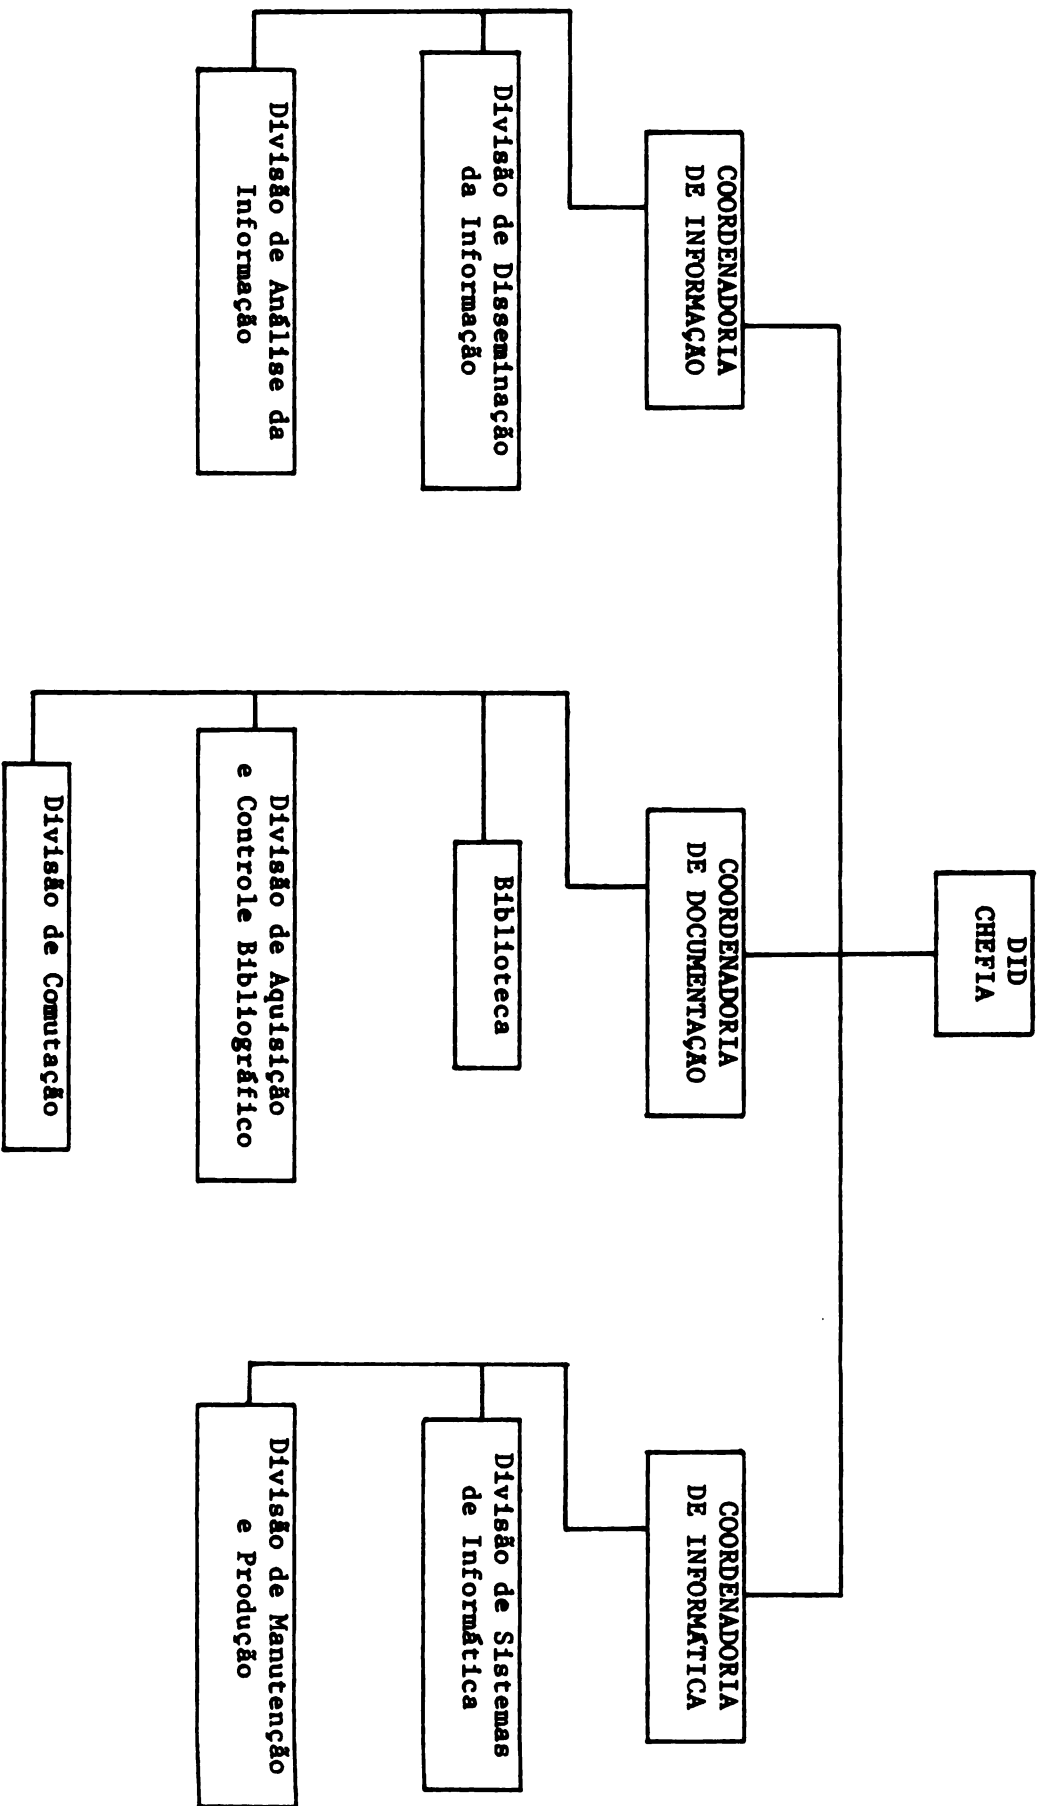 DID
CHEFIA
COORDENADORIA
DE INFORMAÇÃO
Divisão de Disseminação
da Informação
Divisão de Análise da
Informação
COORDENADORIA
DE DOCUMENTAÇÃO
Biblioteca
Divisão de Aquisição
e Controle Bibliográfico
Divisão de Comutação
COORDENADORIA
DE INFORMÁTICA
Divisão de Sistemas
de Informática
Divisão de Manutenção
e Produção